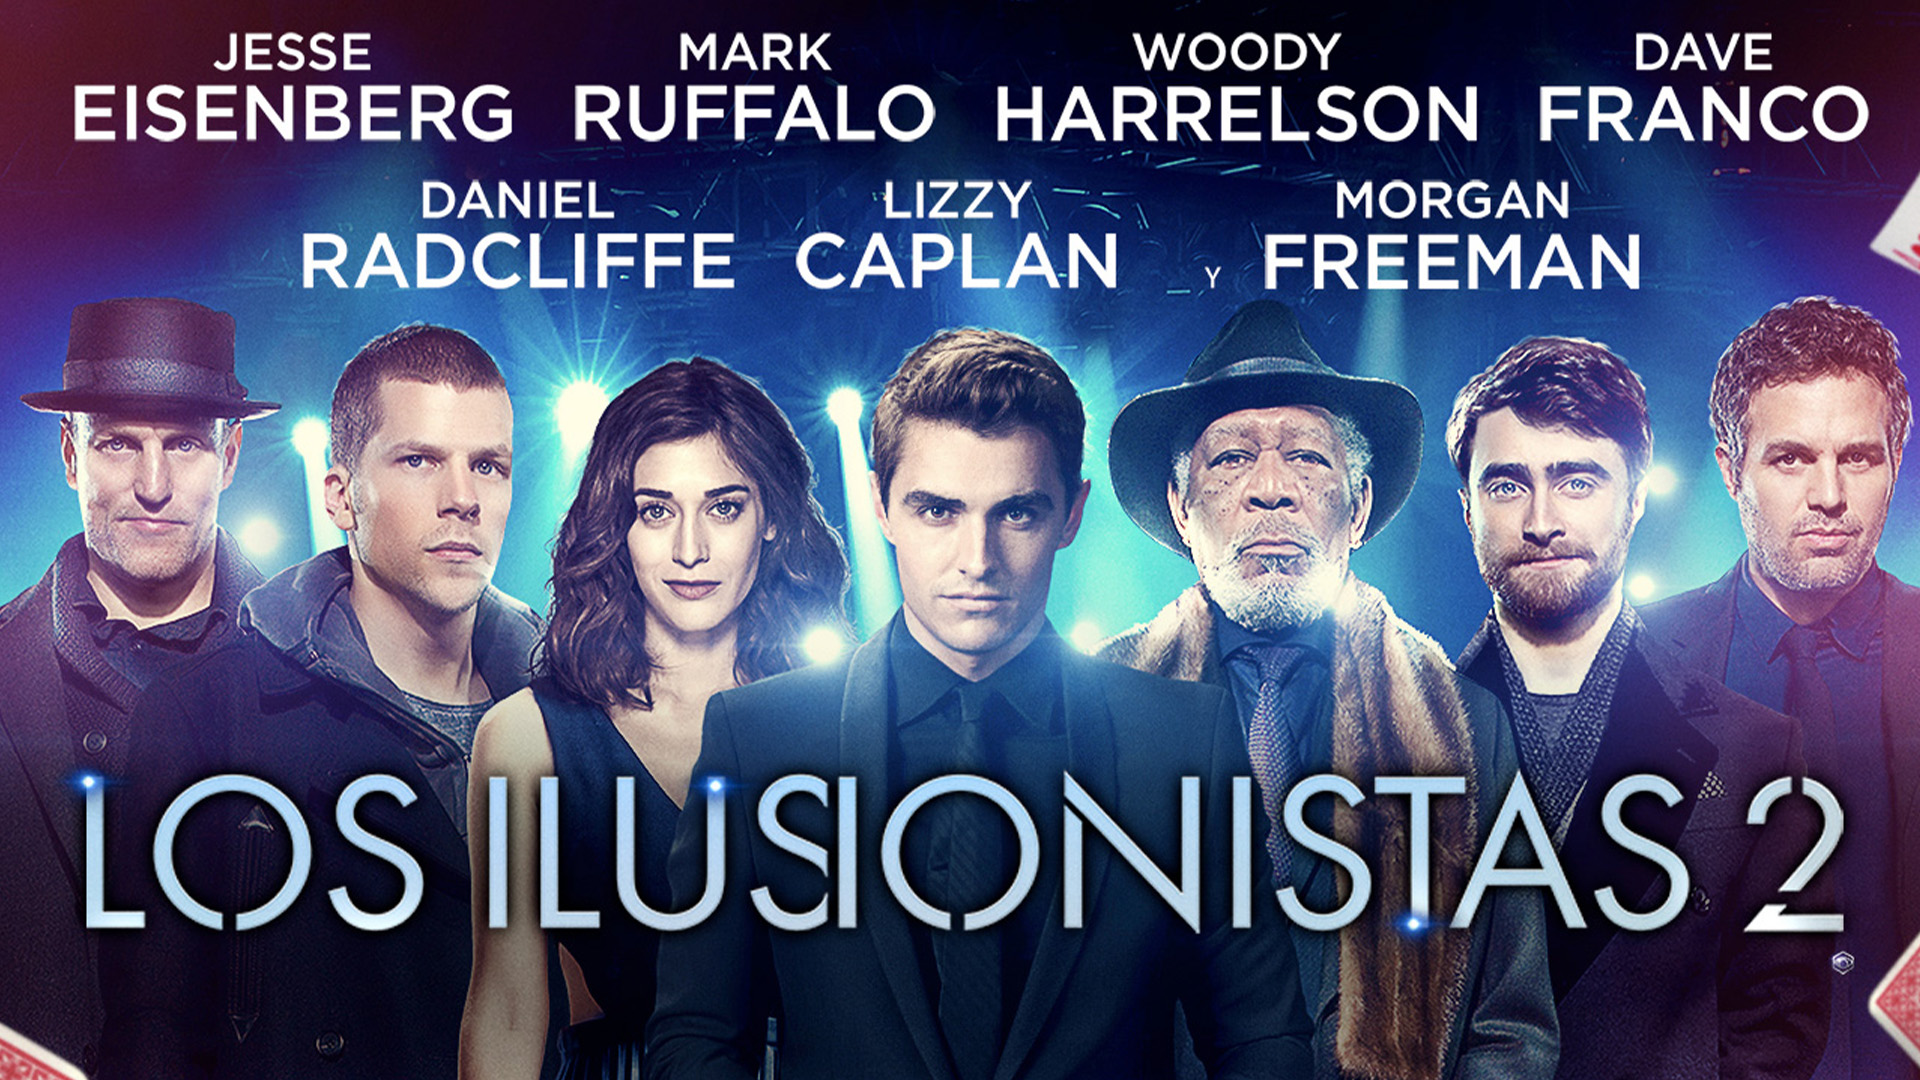 JESSE MARK WOODY DAVE
EISENBERG RUFFALO HARRELSON FRANCO
DANIEL LIZZY MORGAN
RADCLIFFE CAPLAN Y FREEMAN
LOS ILUSIONISTAS 2